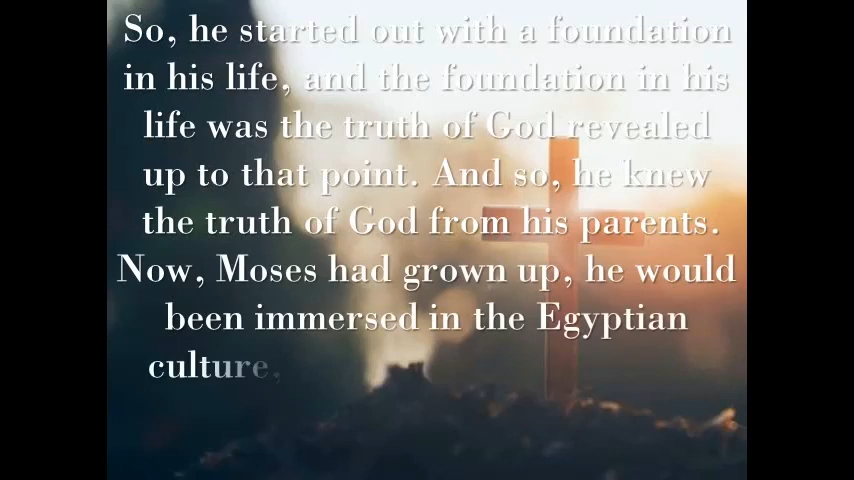 So, he started out with a foundation
in his life, and the foundation in his
life was the truth of God revealed
up to that point. And so, he knew
the truth of God from his parents.
Now, Moses had grown up, he would
been immersed in the Egyptian
culture.